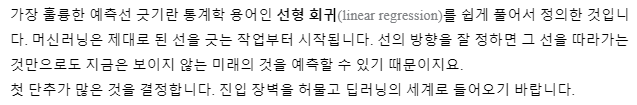 가장 훌륭한 예측선 긋기란 통계학 용어인 선형 회귀(linear regression)를 쉽게 풀어서 정의한 것입니
다. 머신러닝은 제대로 된 선을 긋는 작업부터 시작됩니다. 선의 방향을 잘 정하면 그 선을 따라가는
것만으로도 지금은 보이지 않는 미래의 것을 예측할 수 있기 때문이지요.
첫 단추가 많은 것을 결정합니다. 진입 장벽을 허물고 딥러닝의 세계로 들어오기 바랍니다.